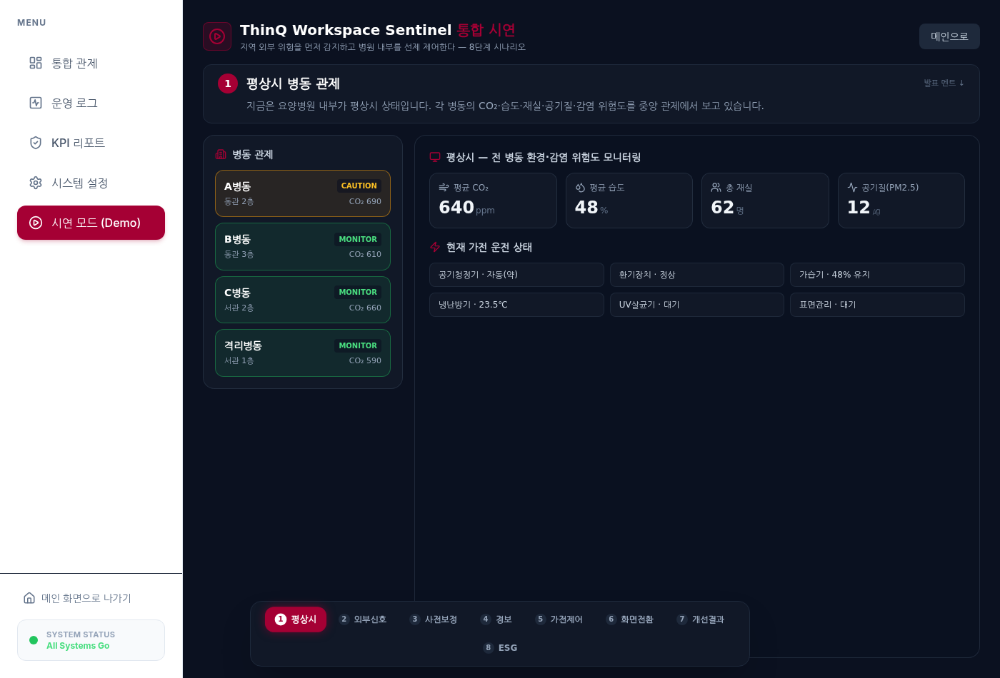 MENU
통합 관제
운영 로그
KPI 리포트
시스템 설정
시연 모드 (Demo)
메인 화면으로 나가기
SYSTEM STATUS
All Systems Go
ThinQ Workspace Sentinel 통합 시연
지역 외부 위험을 먼저 감지하고 병원 내부를 선제 제어한다 — 8단계 시나리오
메인으로
1 평상시 병동 관제
발표 멘트 ↓
지금은 요양병원 내부가 평상시 상태입니다. 각 병동의 CO₂·습도·재실·공기질·감염 위험도를 중앙 관제에서 보고 있습니다.
병동 관제
A병동 CAUTION
동관 2층 CO₂ 690
B병동 MONITOR
동관 3층 CO₂ 610
C병동 MONITOR
서관 2층 CO₂ 660
격리병동 MONITOR
서관 1층 CO₂ 590
평상시 — 전 병동 환경·감염 위험도 모니터링
평균 CO₂
640 ppm
평균 습도
48 %
총 재실
62 명
공기질(PM2.5)
12 ㎍
현재 가전 운전 상태
공기청정기 · 자동(약)
환기장치 · 정상
가습기 · 48% 유지
냉난방기 · 23.5℃
UV살균기 · 대기
표면관리 · 대기
1 평상시
2 외부신호
3 사전보정
4 경보
5 가전제어
6 화면전환
7 개선결과
8 ESG